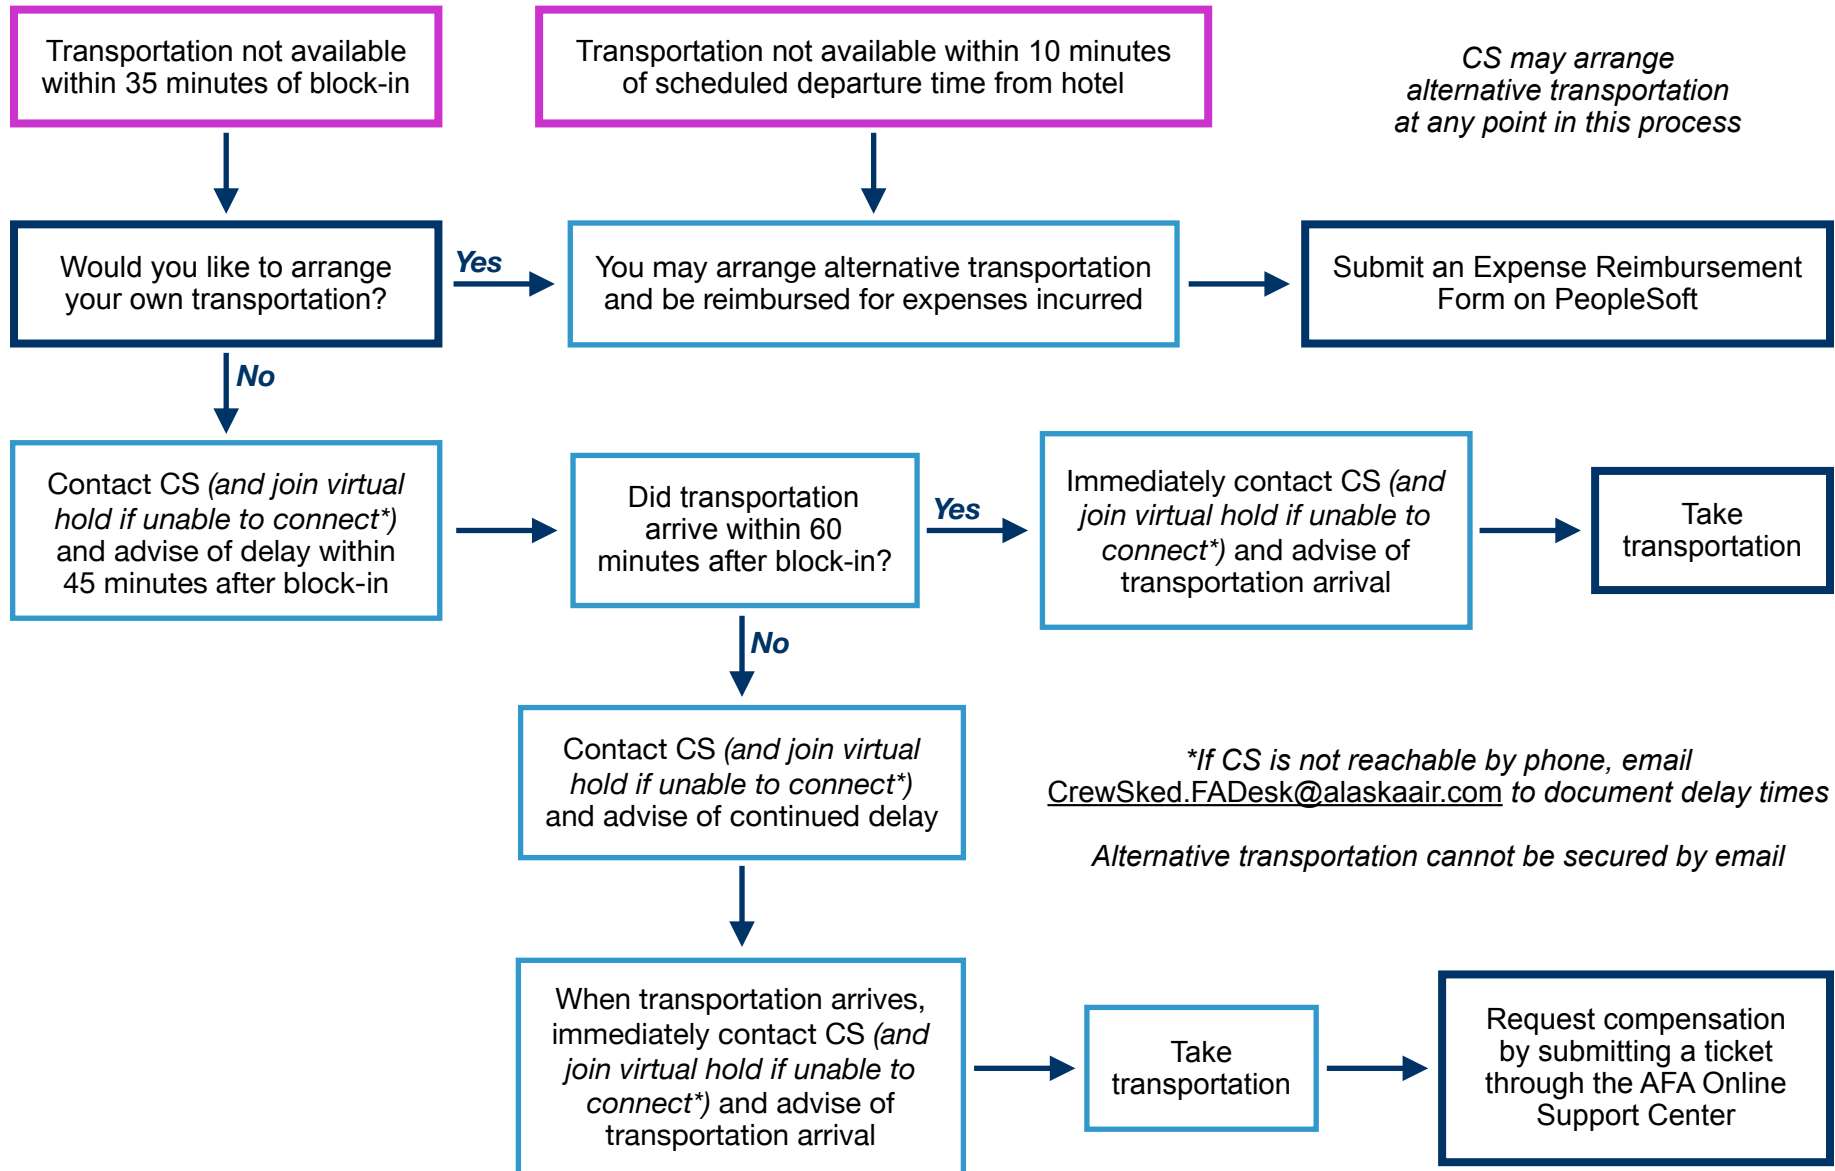 Transportation not available
within 35 minutes of block-in
Transportation not available within 10 minutes
of scheduled departure time from hotel
CS may arrange
alternative transportation
at any point in this process
Would you like to arrange
your own transportation?
Yes
You may arrange alternative transportation
and be reimbursed for expenses incurred
Submit an Expense Reimbursement
Form on PeopleSoft
No
Contact CS (and join virtual
hold if unable to connect*)
and advise of delay within
45 minutes after block-in
Did transportation
arrive within 60
minutes after block-in?
Yes
Immediately contact CS (and
join virtual hold if unable to
connect*) and advise of
transportation arrival
Take
transportation
No
Contact CS (and join virtual
hold if unable to connect*)
and advise of continued delay
*If CS is not reachable by phone, email
CrewSked.FADesk@alaskaair.com to document delay times
Alternative transportation cannot be secured by email
When transportation arrives,
immediately contact CS (and
join virtual hold if unable to
connect*) and advise of
transportation arrival
Take
transportation
Request compensation
by submitting a ticket
through the AFA Online
Support Center